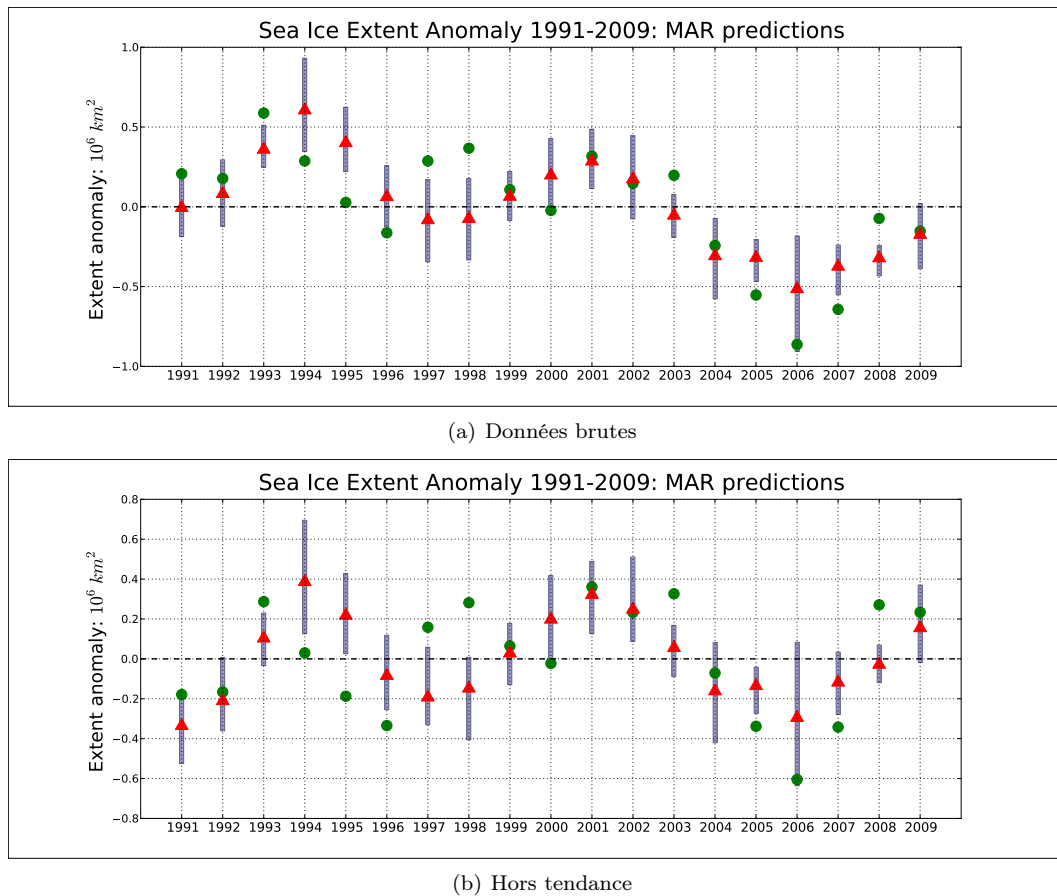 Sea Ice Extent Anomaly 1991-2009: MAR predictions
Extent anomaly: 10⁶ km²
1.0
0.5
0.0
−0.5
−1.0
1991 1992 1993 1994 1995 1996 1997 1998 1999 2000 2001 2002 2003 2004 2005 2006 2007 2008 2009
(a) Données brutes
Sea Ice Extent Anomaly 1991-2009: MAR predictions
Extent anomaly: 10⁶ km²
0.8
0.6
0.4
0.2
0.0
−0.2
−0.4
−0.6
−0.8
1991 1992 1993 1994 1995 1996 1997 1998 1999 2000 2001 2002 2003 2004 2005 2006 2007 2008 2009
(b) Hors tendance